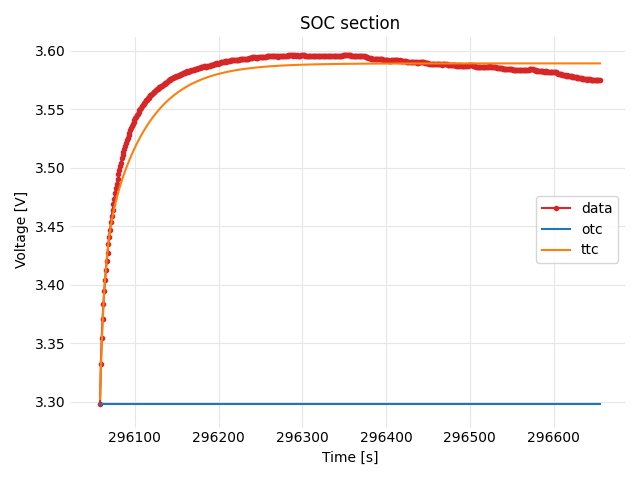 SOC section
3.60
3.55
3.50
3.45
3.40
3.35
3.30
Voltage [V]
data
otc
ttc
296100 296200 296300 296400 296500 296600
Time [s]